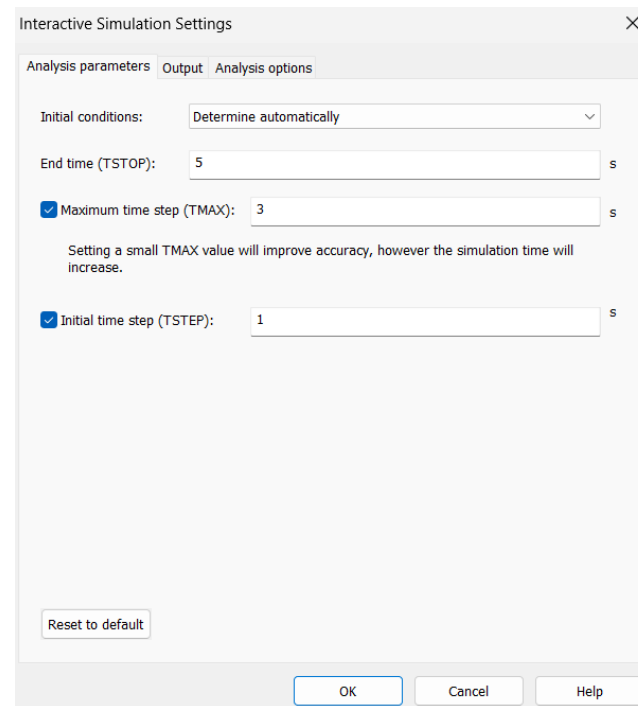 Interactive Simulation Settings
Analysis parameters Output Analysis options
Initial conditions: Determine automatically
End time (TSTOP): 5 s
Maximum time step (TMAX): 3 s
Setting a small TMAX value will improve accuracy, however the simulation time will
increase.
Initial time step (TSTEP): 1 s
Reset to default
OK Cancel Help